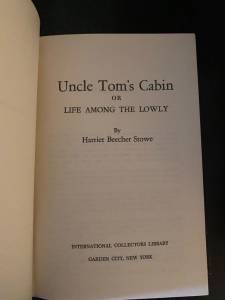 Uncle Tom's Cabin
OR
LIFE AMONG THE LOWLY
By
Harriet Beecher Stowe
INTERNATIONAL COLLECTORS LIBRARY
GARDEN CITY, NEW YORK